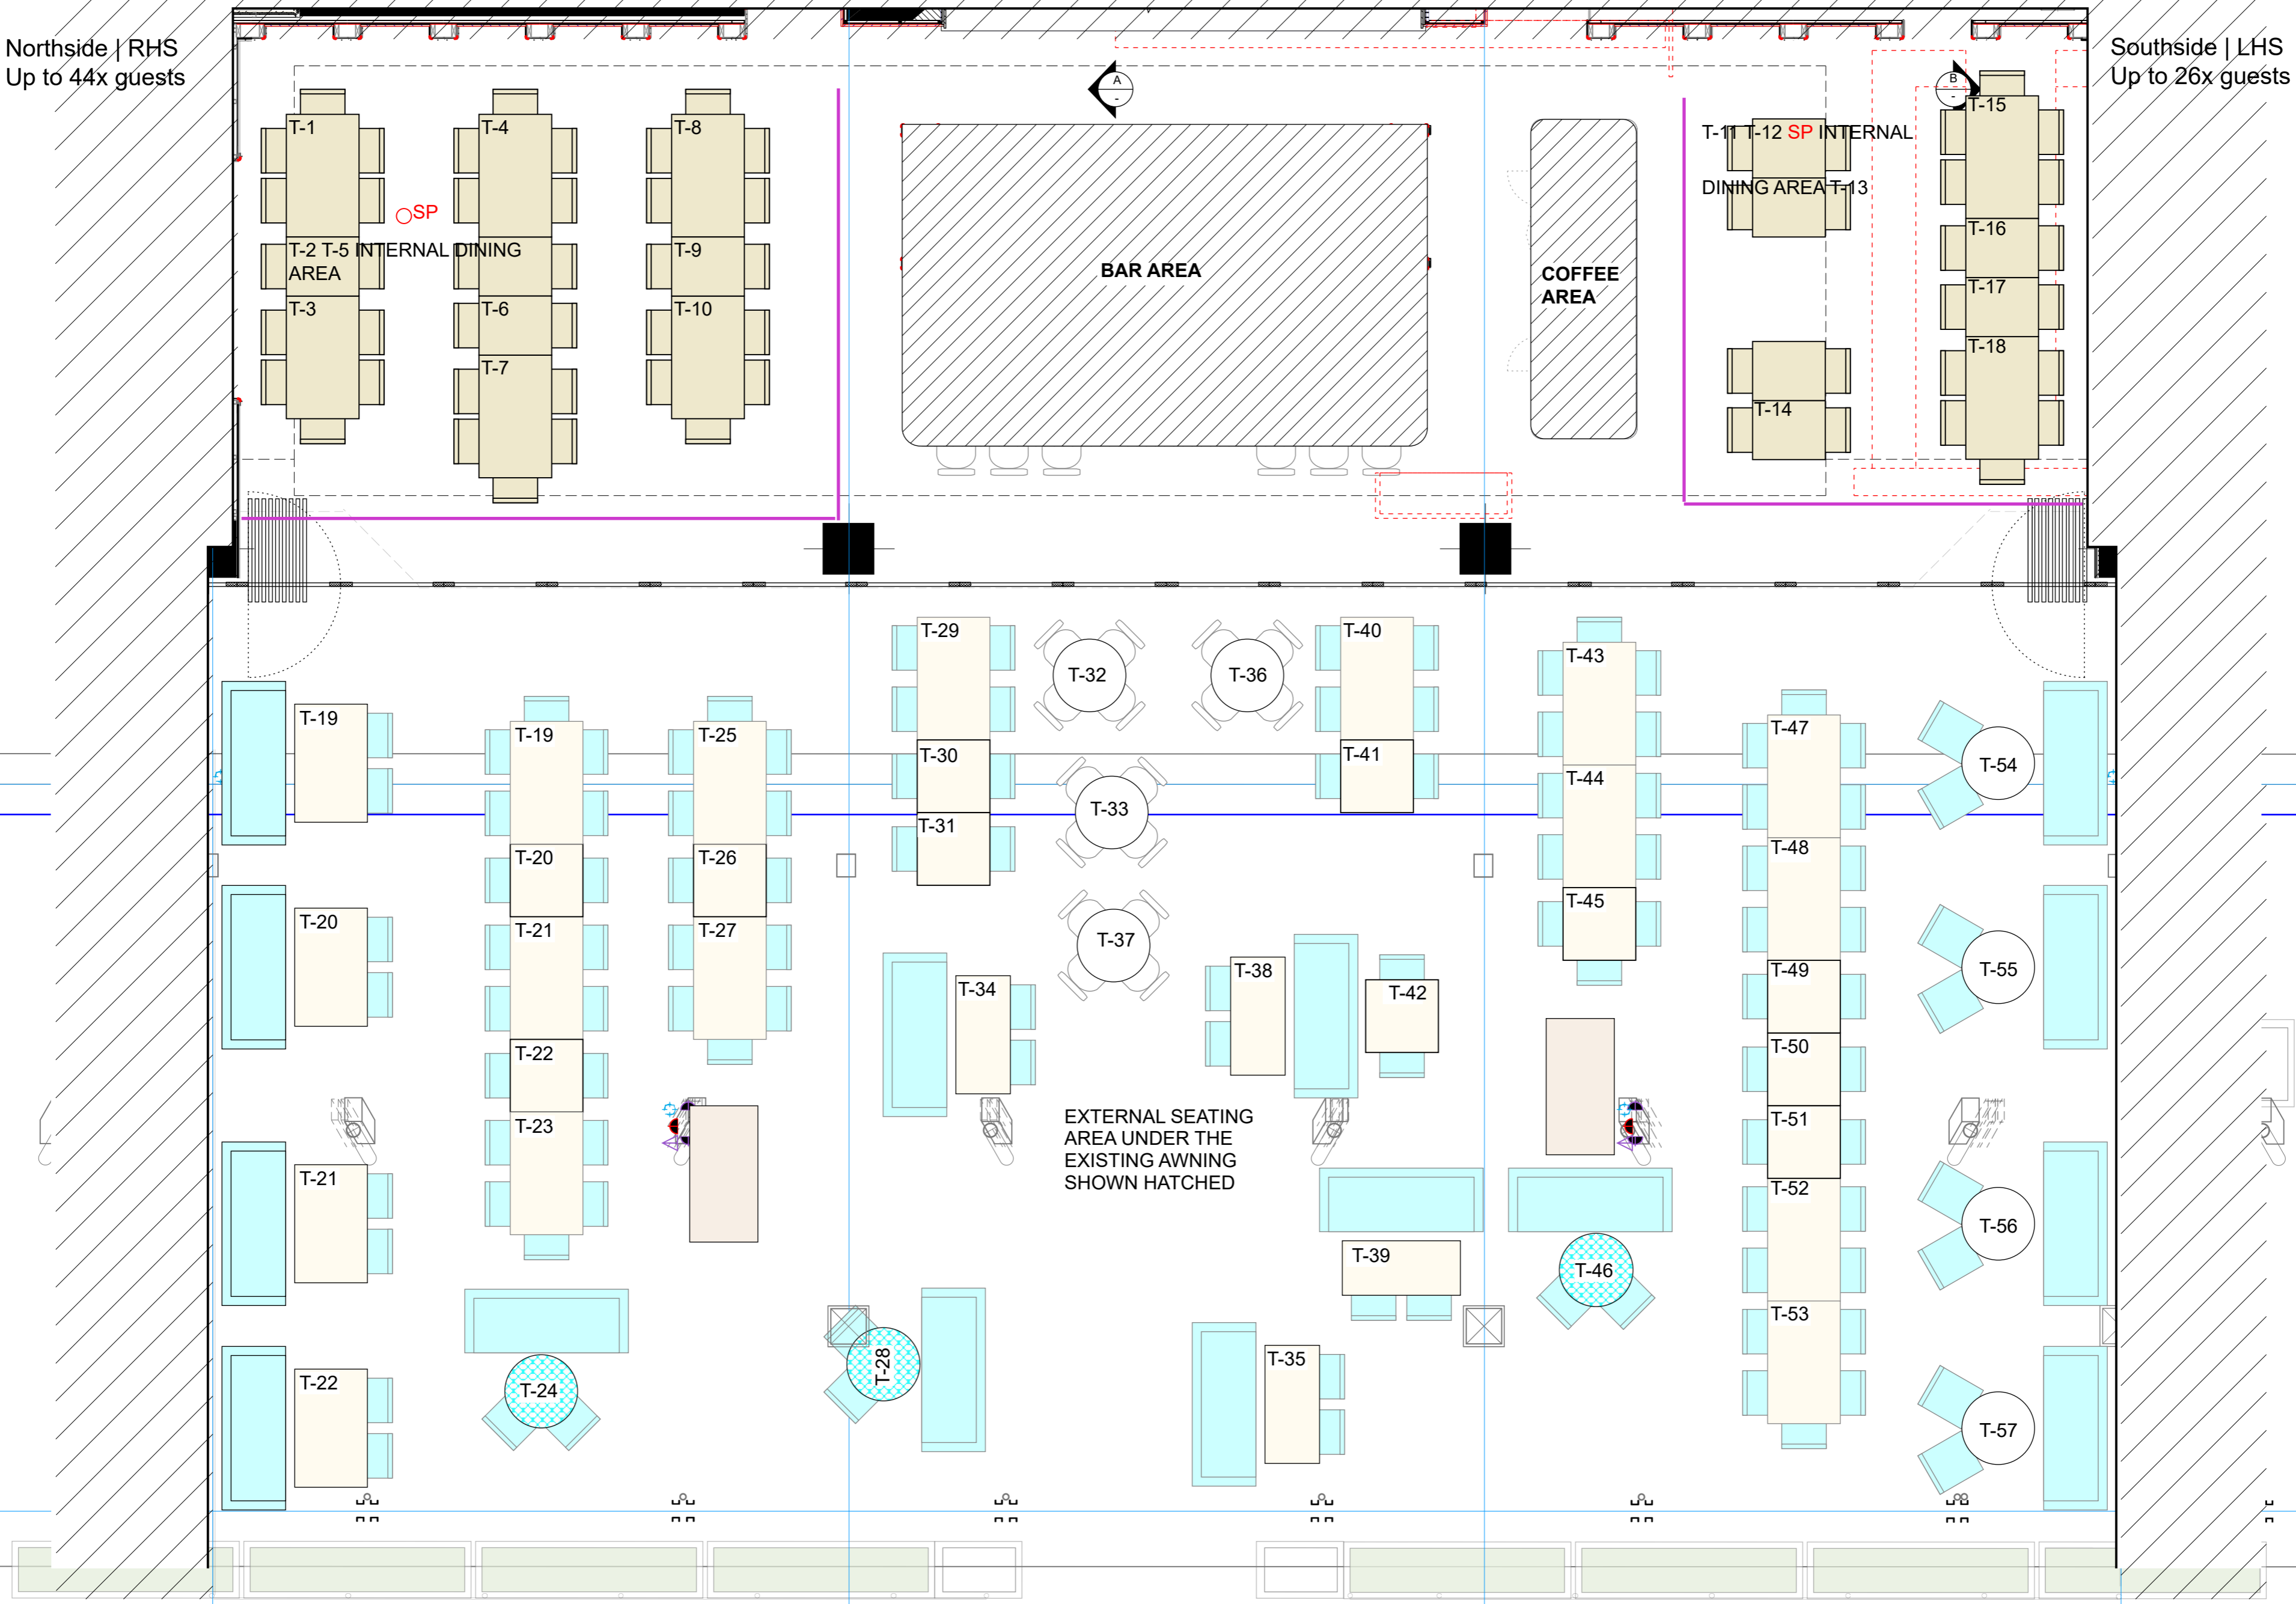 Northside | RHS
Up to 44x guests
Southside | LHS
Up to 26x guests
A
-
B
-
T-1
T-4
T-8
T-11 T-12 SP INTERNAL
DINING AREA T-13
T-15
SP
T-2 T-5 INTERNAL DINING
AREA
T-9
T-16
BAR AREA
COFFEE
AREA
T-3
T-6
T-10
T-17
T-7
T-18
T-14
T-29
T-32
T-36
T-40
T-43
T-19
T-19
T-25
T-30
T-41
T-44
T-47
T-54
T-33
T-31
T-20
T-26
T-48
T-45
T-20
T-21
T-27
T-37
T-34
T-38
T-42
T-49
T-55
T-22
T-50
T-23
T-51
EXTERNAL SEATING
AREA UNDER THE
EXISTING AWNING
SHOWN HATCHED
T-21
T-52
T-56
T-39
T-46
T-53
T-22
T-24
T-28
T-35
T-57